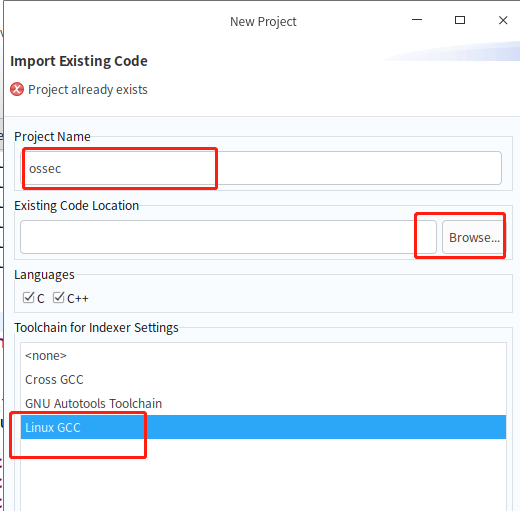 New Project
Import Existing Code
Project already exists
Project Name
ossec
Existing Code Location
Browse...
Languages
C C++
Toolchain for Indexer Settings
<none>
Cross GCC
GNU Autotools Toolchain
Linux GCC